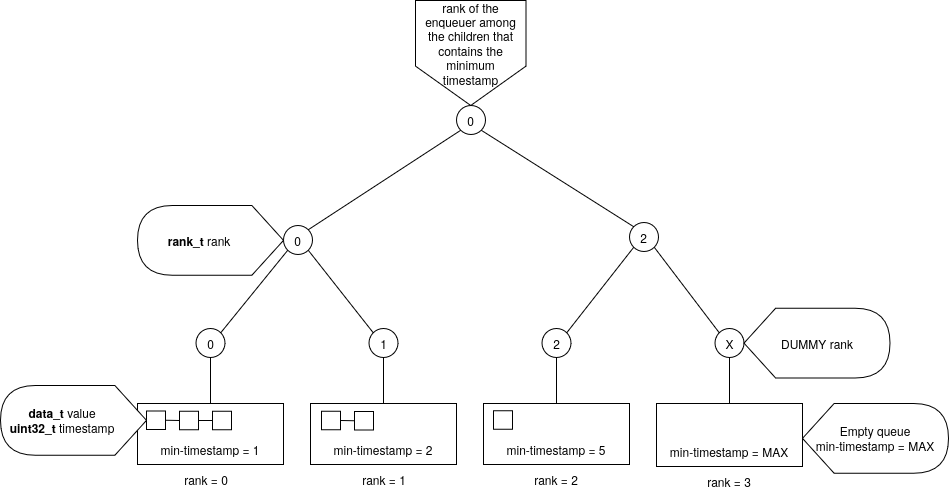 rank of the
enqueuer among
the children that
contains the
minimum
timestamp
0
rank_t rank
0
2
0
1
2
X
DUMMY rank
data_t value
uint32_t timestamp
min-timestamp = 1
min-timestamp = 2
min-timestamp = 5
min-timestamp = MAX
Empty queue
min-timestamp = MAX
rank = 0
rank = 1
rank = 2
rank = 3